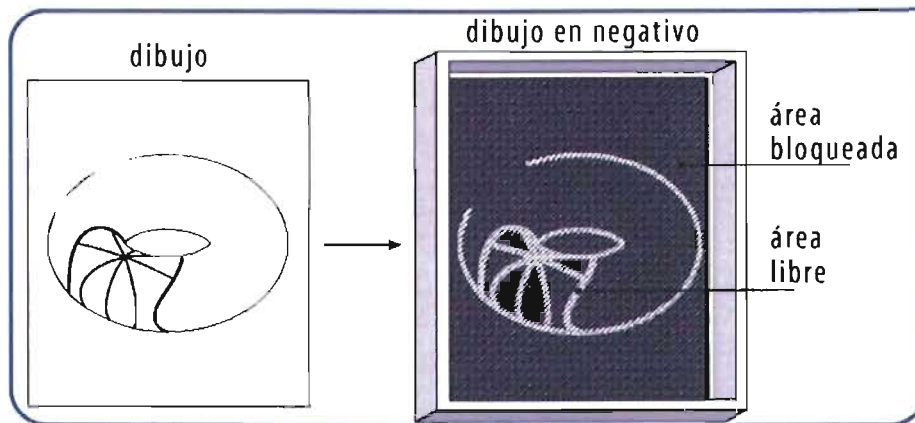 dibujo
dibujo en negativo
área
bloqueada
área
libre